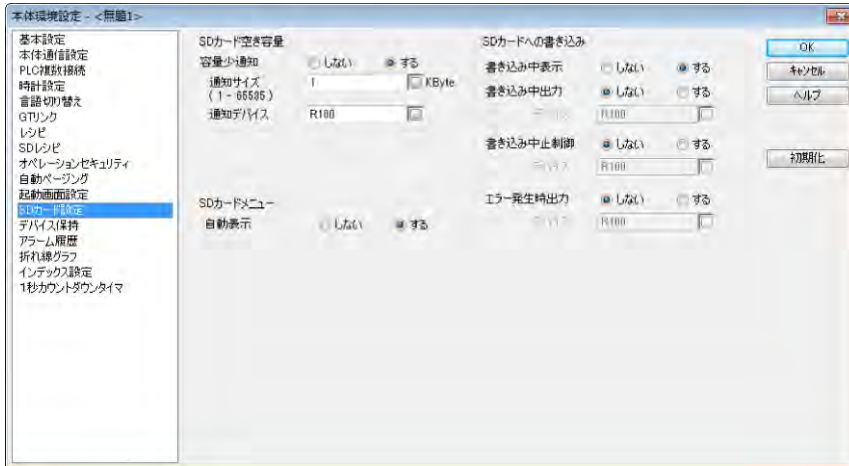 本体環境設定 - <無題1>
基本設定
本体通信設定
PLC複数接続
時計設定
言語切り替え
GTリンク
レシピ
SDレシピ
オペレーションセキュリティ
自動ページング
起動画面設定
SDカード設定
デバイス保持
アラーム履歴
折れ線グラフ
インデックス設定
1秒カウントダウンタイマ
SDカード空き容量
容量少通知 しない する
通知サイズ 1 KByte
( 1 - 65535 )
通知デバイス R100
SDカードメニュー
自動表示 しない する
SDカードへの書き込み
書き込み中表示 しない する
書き込み中出力 しない する
デバイス R100
書き込み中止制御 しない する
デバイス R100
エラー発生時出力 しない する
デバイス R100
OK
キャンセル
ヘルプ
初期化